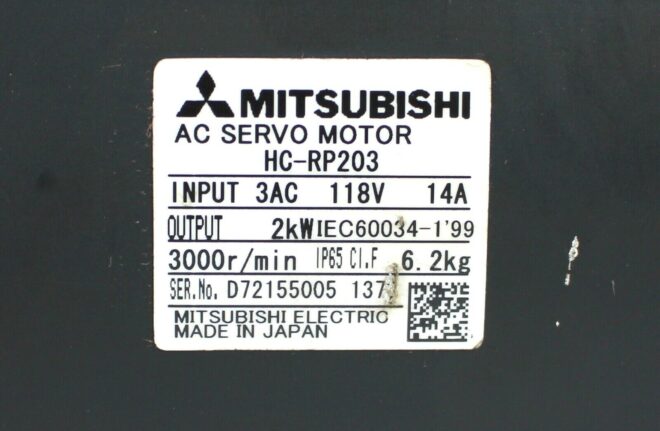 MITSUBISHI
AC SERVO MOTOR
HC-RP203
INPUT 3AC 118V 14A
OUTPUT 2kW IEC60034-1'99
3000r/min IP65 CI.F 6.2kg
SER.No. D72155005 137
MITSUBISHI ELECTRIC
MADE IN JAPAN